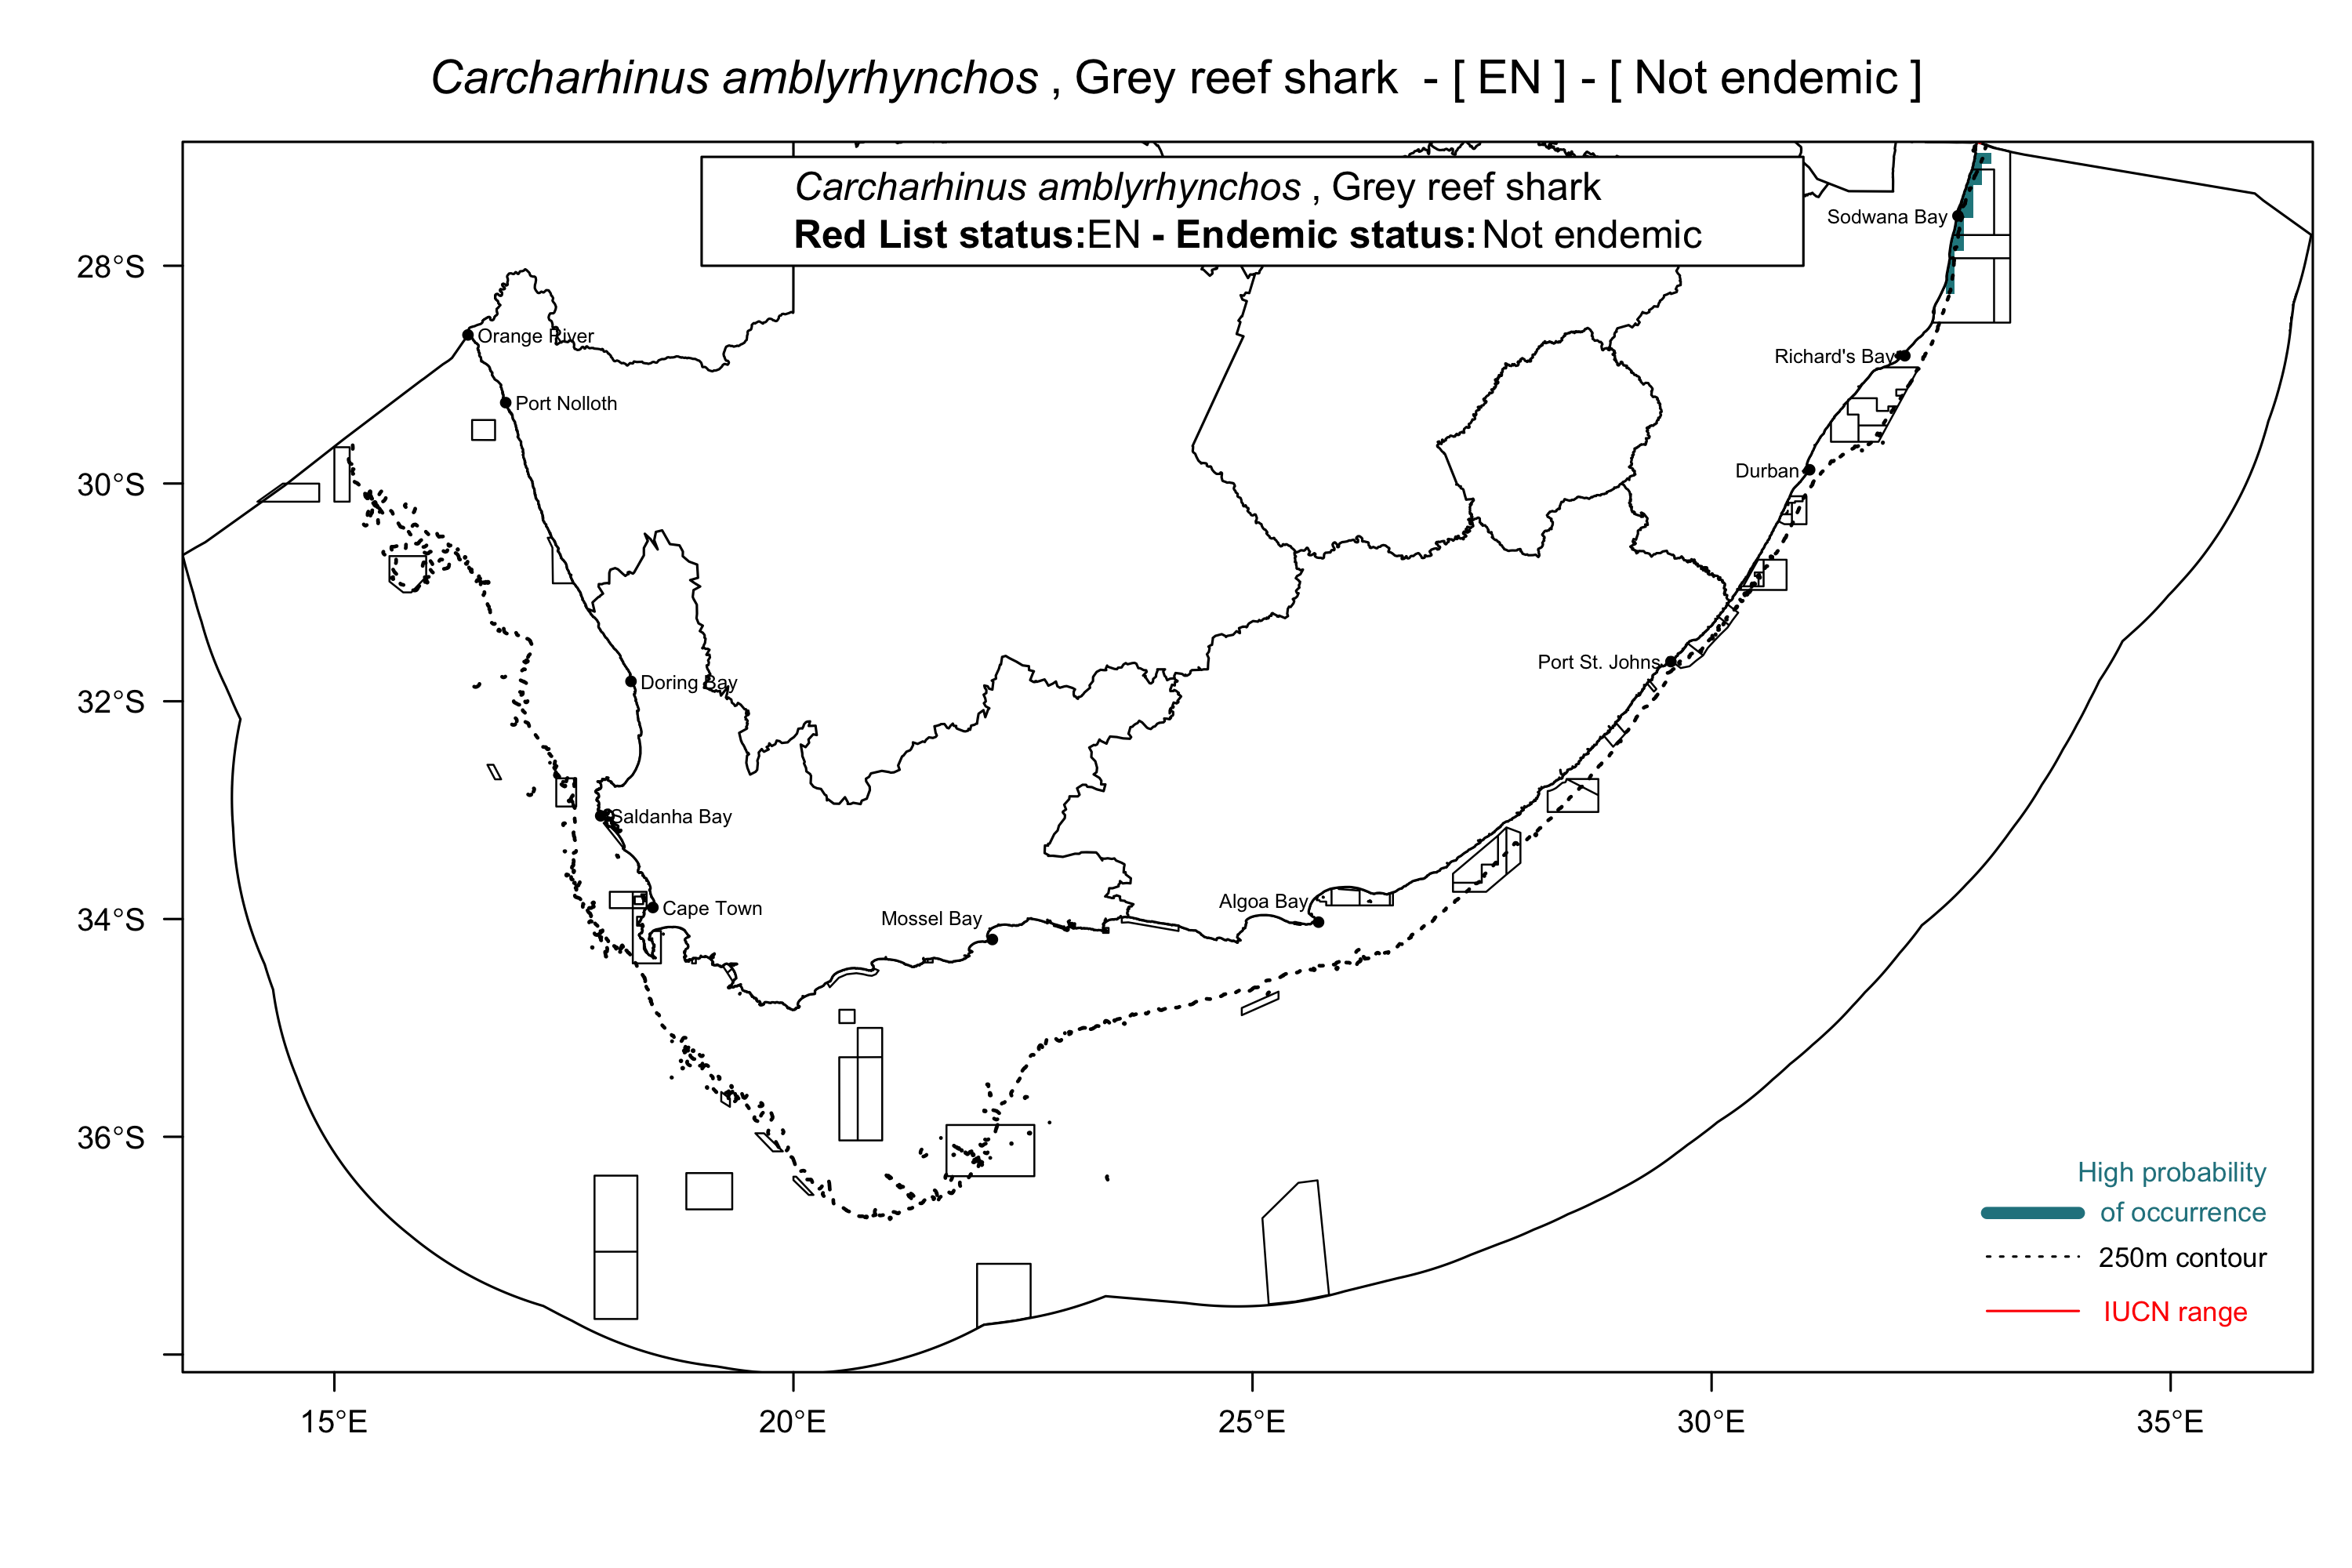 Carcharhinus amblyrhynchos , Grey reef shark - [ EN ] - [ Not endemic ]
Carcharhinus amblyrhynchos , Grey reef shark
Red List status:EN - Endemic status: Not endemic
Sodwana Bay
28°S
Orange River
Richard's Bay
Port Nolloth
Durban
30°S
Port St. Johns
Doring Bay
32°S
Saldanha Bay
Algoa Bay
Cape Town
Mossel Bay
34°S
36°S
High probability
of occurrence
250m contour
IUCN range
15°E
20°E
25°E
30°E
35°E